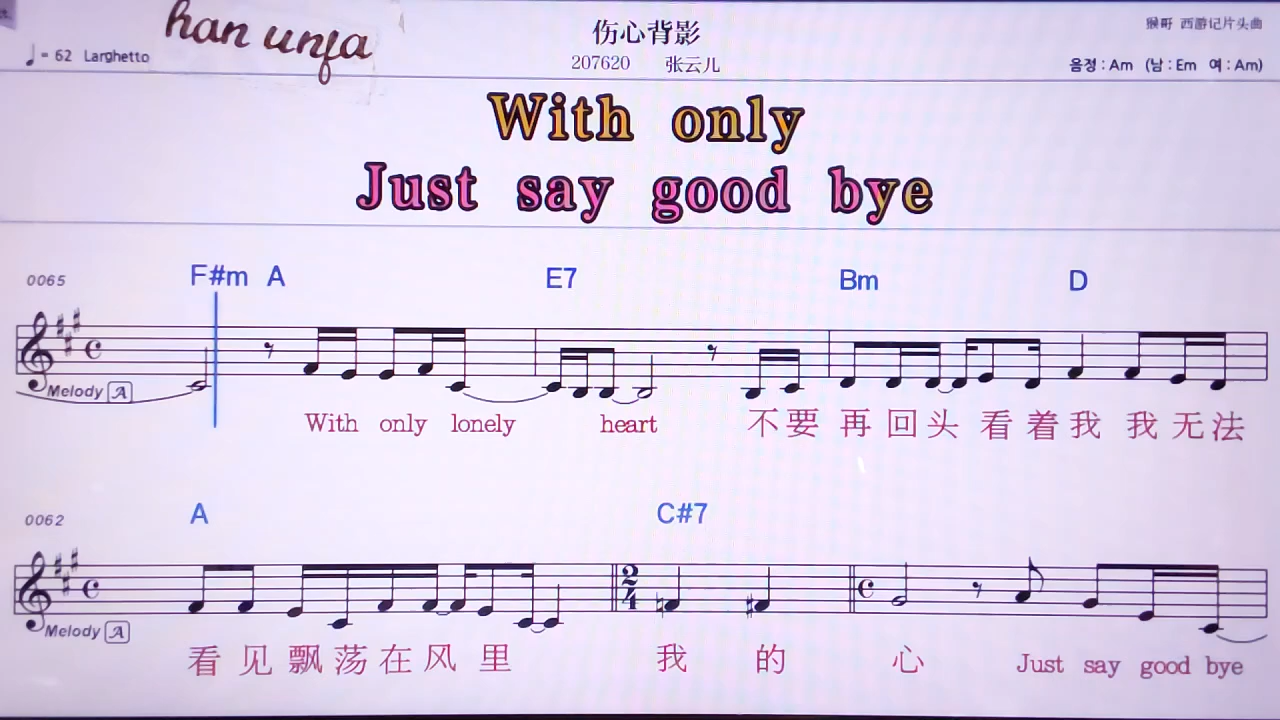 han unfa
伤心背影
猴哥 西游记片头曲
♩= 62 Larghetto
207620 张云儿
음정 : Am (남 : Em 여 : Am)
With only
Just say good bye
0065
F#m A E7 Bm D
Melody A
With only lonely heart 不要再回头看着我 我无法
0062
A C#7
2/4
Melody A
看见飘荡在风里 我的心 Just say good bye